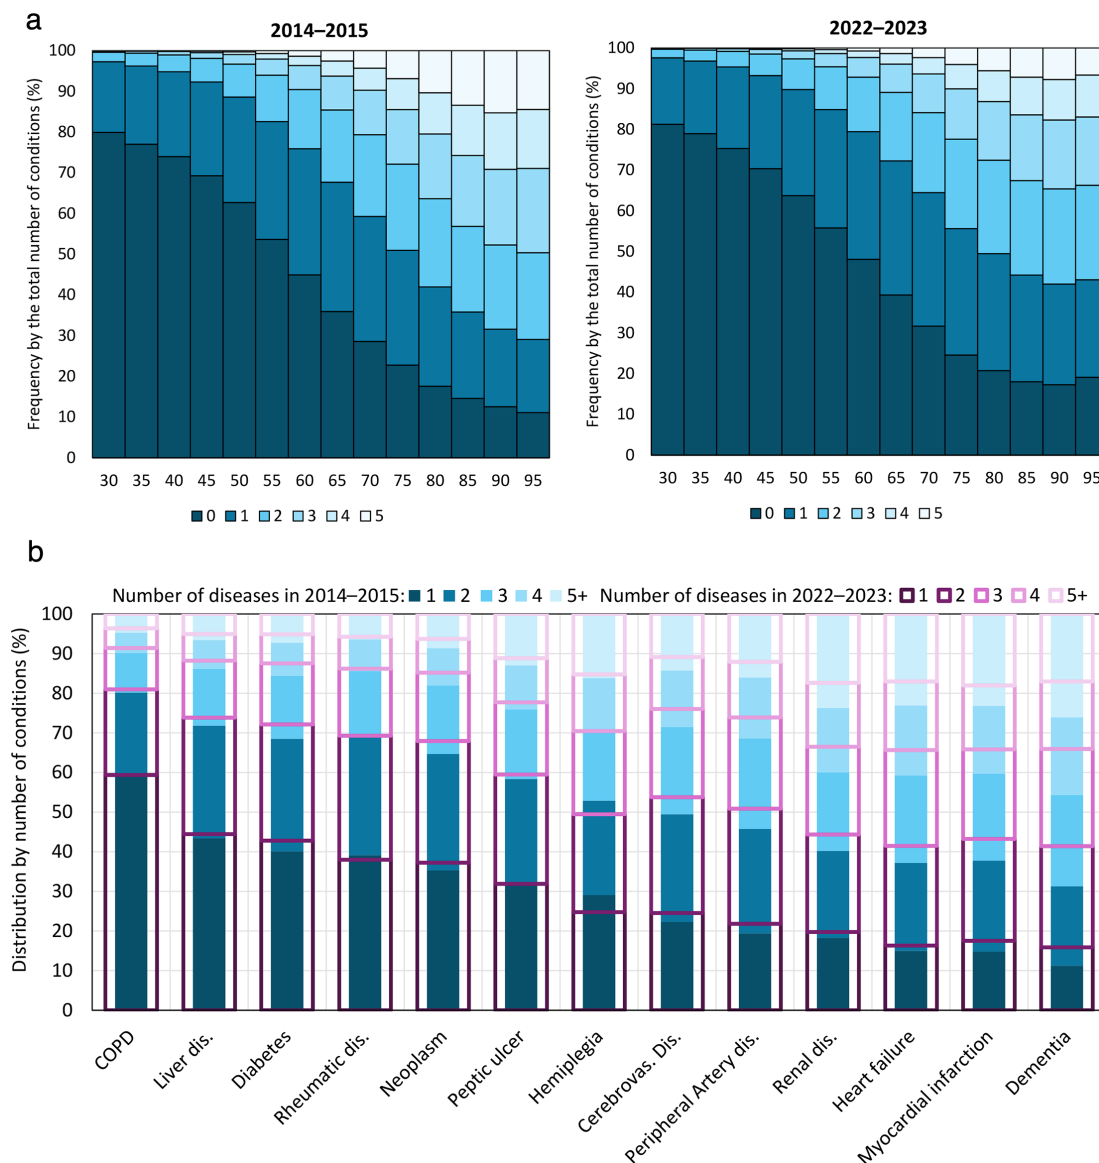 a
2014–2015
2022–2023
Frequency by the total number of conditions (%)
100
90
80
70
60
50
40
30
20
10
0
30 35 40 45 50 55 60 65 70 75 80 85 90 95
0 1 2 3 4 5
Frequency by the total number of conditions (%)
100
90
80
70
60
50
40
30
20
10
0
30 35 40 45 50 55 60 65 70 75 80 85 90 95
0 1 2 3 4 5
b
Number of diseases in 2014–2015: 1 2 3 4 5+ Number of diseases in 2022–2023: 1 2 3 4 5+
Distribution by number of conditions (%)
100
90
80
70
60
50
40
30
20
10
0
COPD
Liver dis.
Diabetes
Rheumatic dis.
Neoplasm
Peptic ulcer
Hemiplegia
Cerebrovas. Dis.
Peripheral Artery dis.
Renal dis.
Heart failure
Myocardial infarction
Dementia